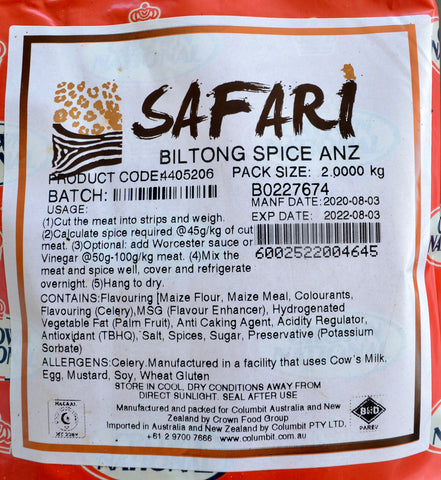 SAFARI
BILTONG SPICE ANZ
PRODUCT CODE:4405206 PACK SIZE: 2.0000 kg
BATCH: B0227674
USAGE: MANF DATE: 2020-08-03
(1)Cut the meat into strips and weigh. EXP DATE: 2022-08-03
(2)Calculate spice required @45g/kg of cut
meat. (3)Optional: add Worcester sauce or
Vinegar @50g-100g/kg meat. (4)Mix the 6002522004645
meat and spice well, cover and refrigerate
overnight. (5)Hang to dry.
CONTAINS:Flavouring [Maize Flour, Maize Meal, Colourants,
Flavouring (Celery),MSG (Flavour Enhancer), Hydrogenated
Vegetable Fat (Palm Fruit), Anti Caking Agent, Acidity Regulator,
Antioxidant (TBHQ), Salt, Spices, Sugar, Preservative (Potassium
Sorbate)
ALLERGENS:Celery.Manufactured in a facility that uses Cow's Milk,
Egg, Mustard, Soy, Wheat Gluten
STORE IN COOL, DRY CONDITIONS AWAY FROM
DIRECT SUNLIGHT. SEAL AFTER USE
Manufactured and packed for Columbit Australia and New
Zealand by Crown Food Group
Imported in Australia and New Zealand by Columbit PTY LTD.
+61 2 9700 7666 www.columbit.com.au
PAREV